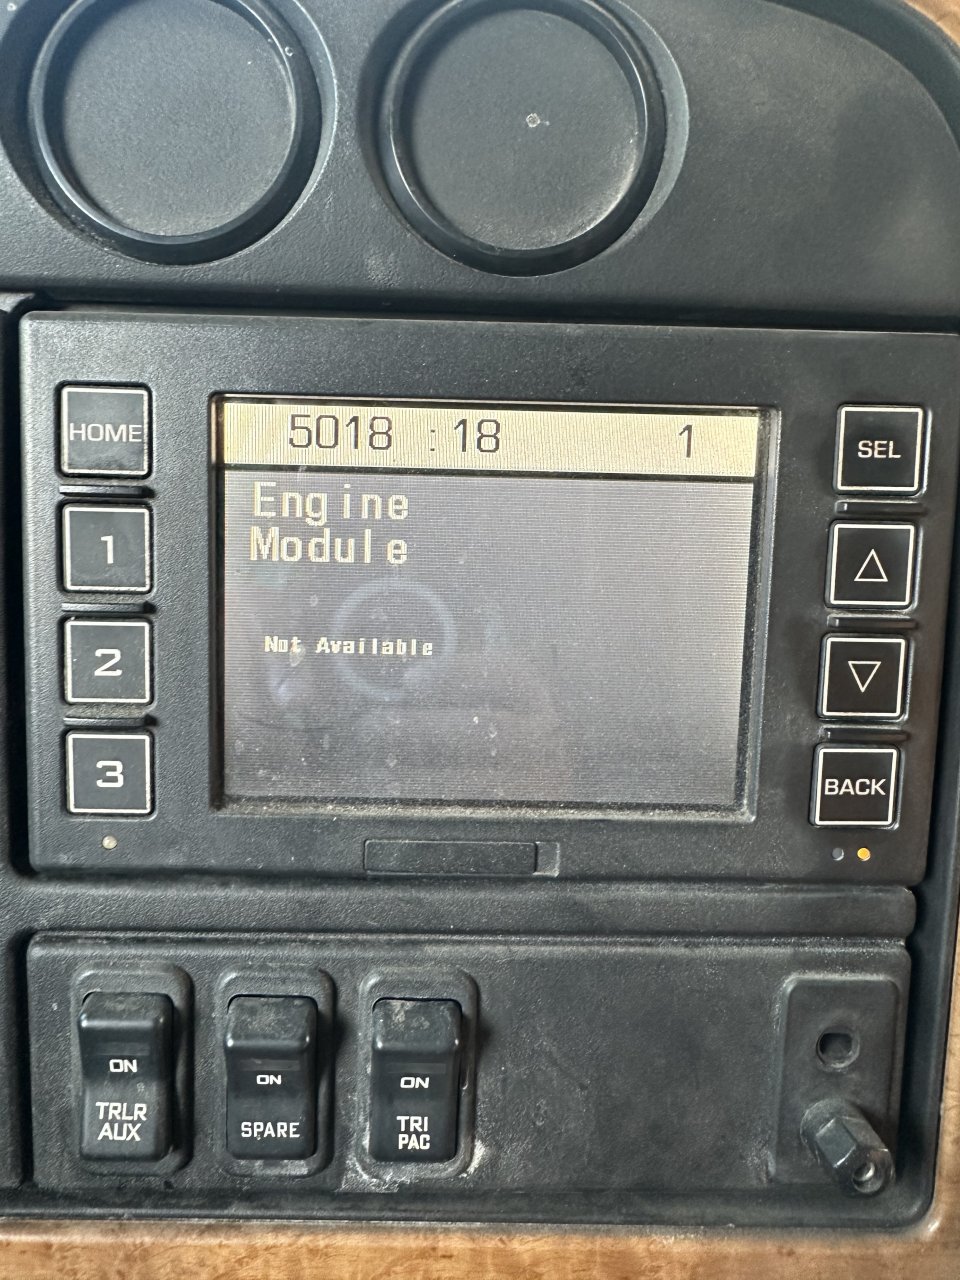 5018 : 18 1
HOME
SEL
Engine
Module
1
2
Not Available
3
BACK
ON
TRLR
AUX
ON
SPARE
ON
TRI
PAC